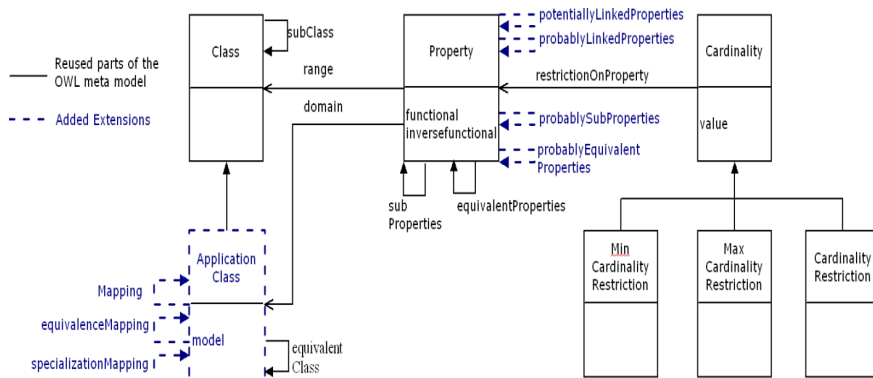 Reused parts of the
OWL meta model
Added Extensions
Class
subClass
range
domain
Property
functional
inversefunctional
potentiallyLinkedProperties
probablyLinkedProperties
restrictionOnProperty
probablySubProperties
probablyEquivalent
Properties
sub
Properties
equivalentProperties
Cardinality
value
Min
Cardinality
Restriction
Max
Cardinality
Restriction
Cardinality
Restriction
Application
Class
model
Mapping
equivalenceMapping
specializationMapping
equivalent
Class